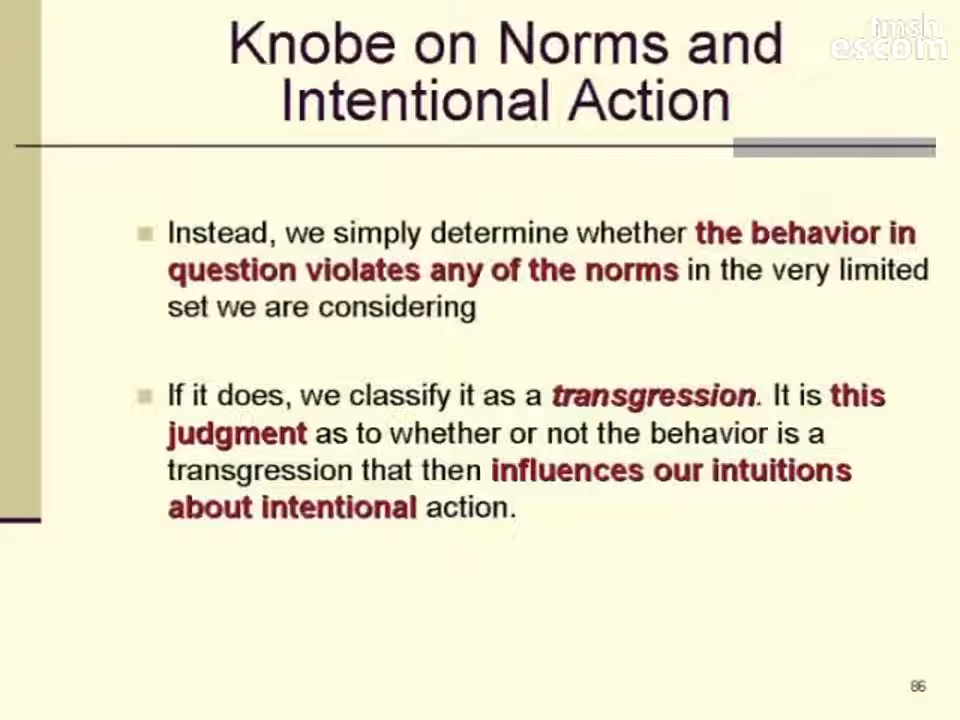 Knobe on Norms and
Intentional Action
tmsh
escom
Instead, we simply determine whether the behavior in
question violates any of the norms in the very limited
set we are considering
If it does, we classify it as a transgression. It is this
judgment as to whether or not the behavior is a
transgression that then influences our intuitions
about intentional action.
86